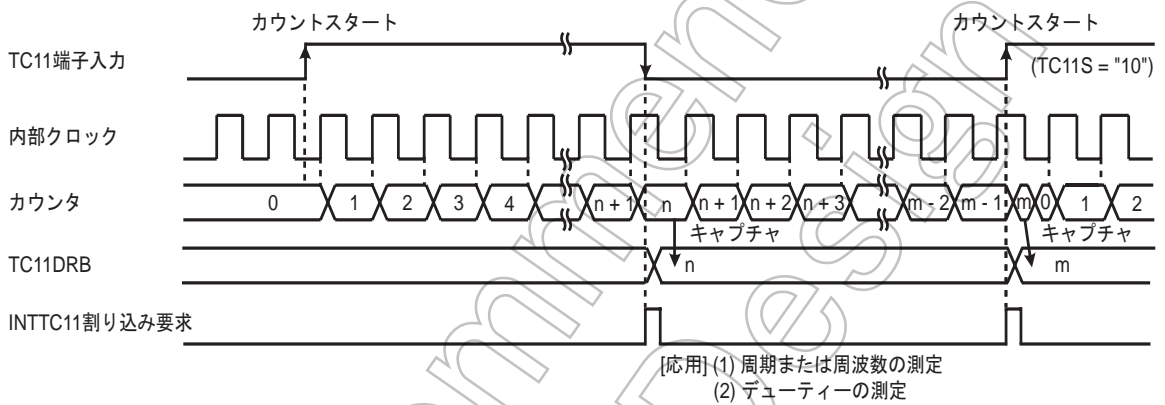 カウントスタート カウントスタート
TC11端子入力
(TC11S = "10")
内部クロック
カウンタ 0 1 2 3 4 n + 1 n n + 1 n + 2 n + 3 m - 2 m - 1 m 0 1 2
キャプチャ キャプチャ
TC11DRB n m
INTTC11割り込み要求
[応用] (1) 周期または周波数の測定
(2) デューティーの測定